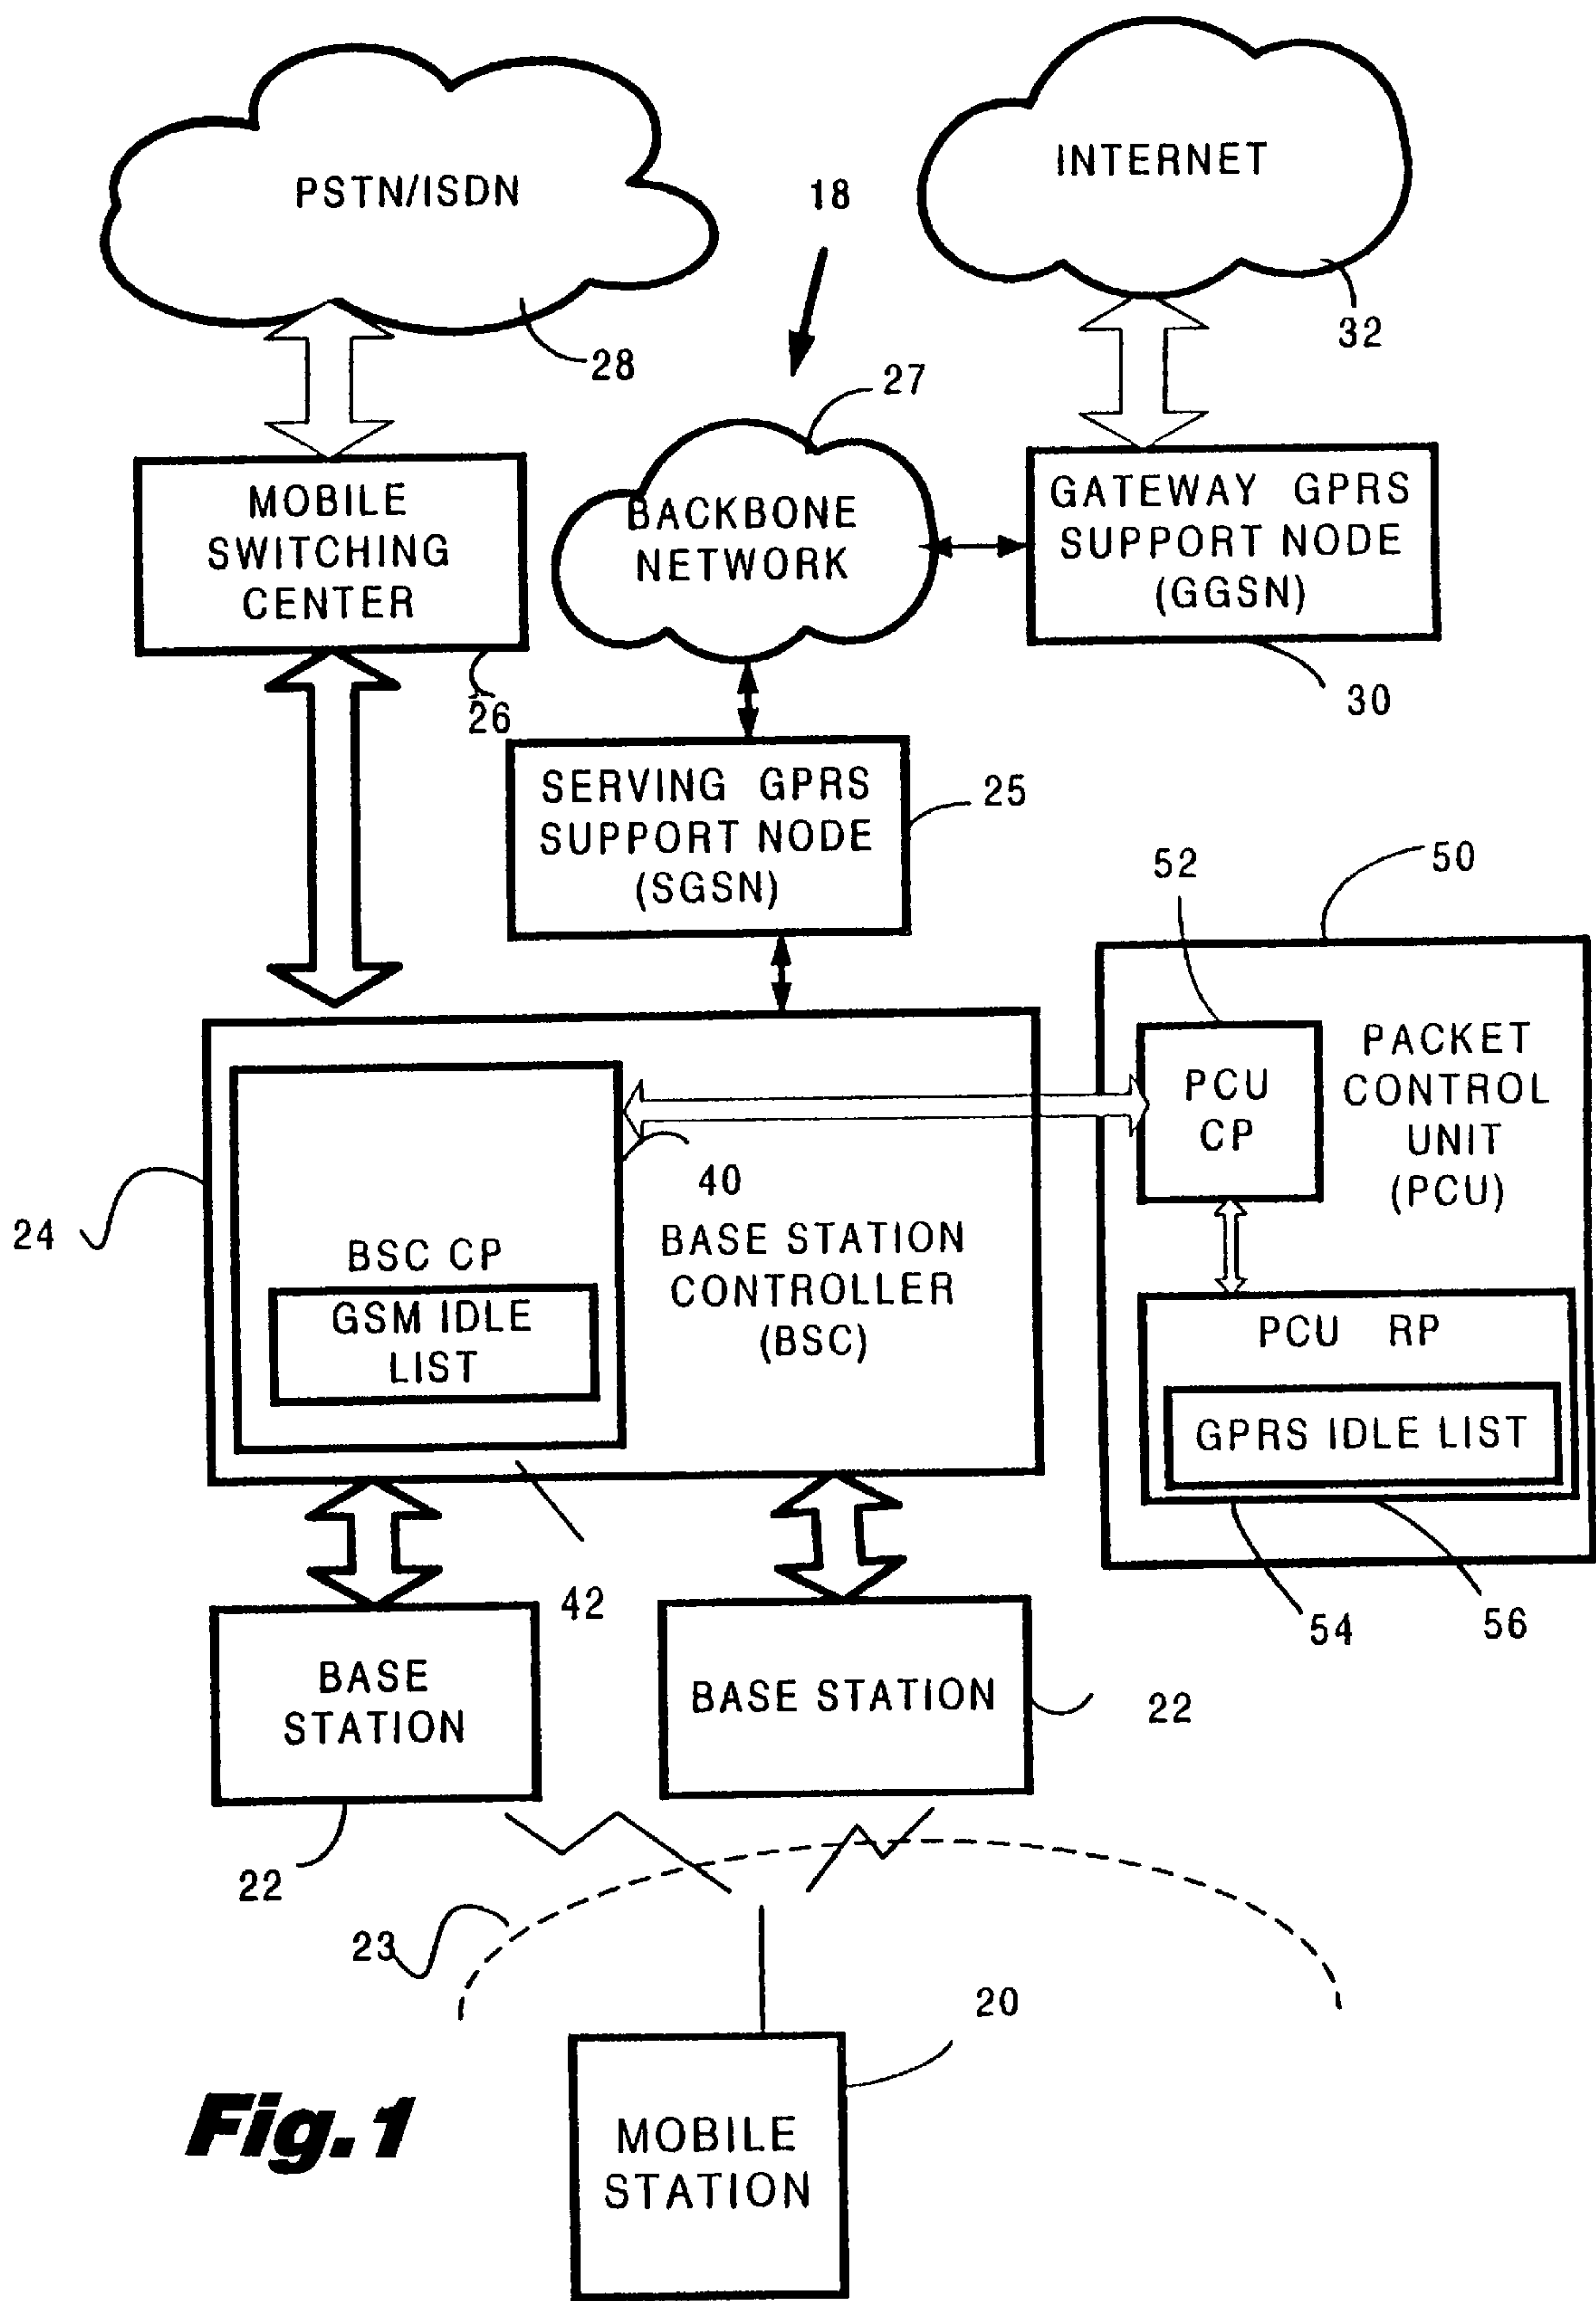 PSTN/ISDN
INTERNET
18
32
28
27
MOBILE
SWITCHING
CENTER
BACKBONE
NETWORK
GATEWAY GPRS
SUPPORT NODE
(GGSN)
26
30
SERVING GPRS
SUPPORT NODE
(SGSN)
25
52
50
PCU
CP
PACKET
CONTROL
UNIT
(PCU)
40
24
BSC CP
GSM IDLE
LIST
BASE STATION
CONTROLLER
(BSC)
PCU RP
GPRS IDLE LIST
42
54
56
BASE
STATION
BASE STATION
22
22
23
20
Fig.1
MOBILE
STATION